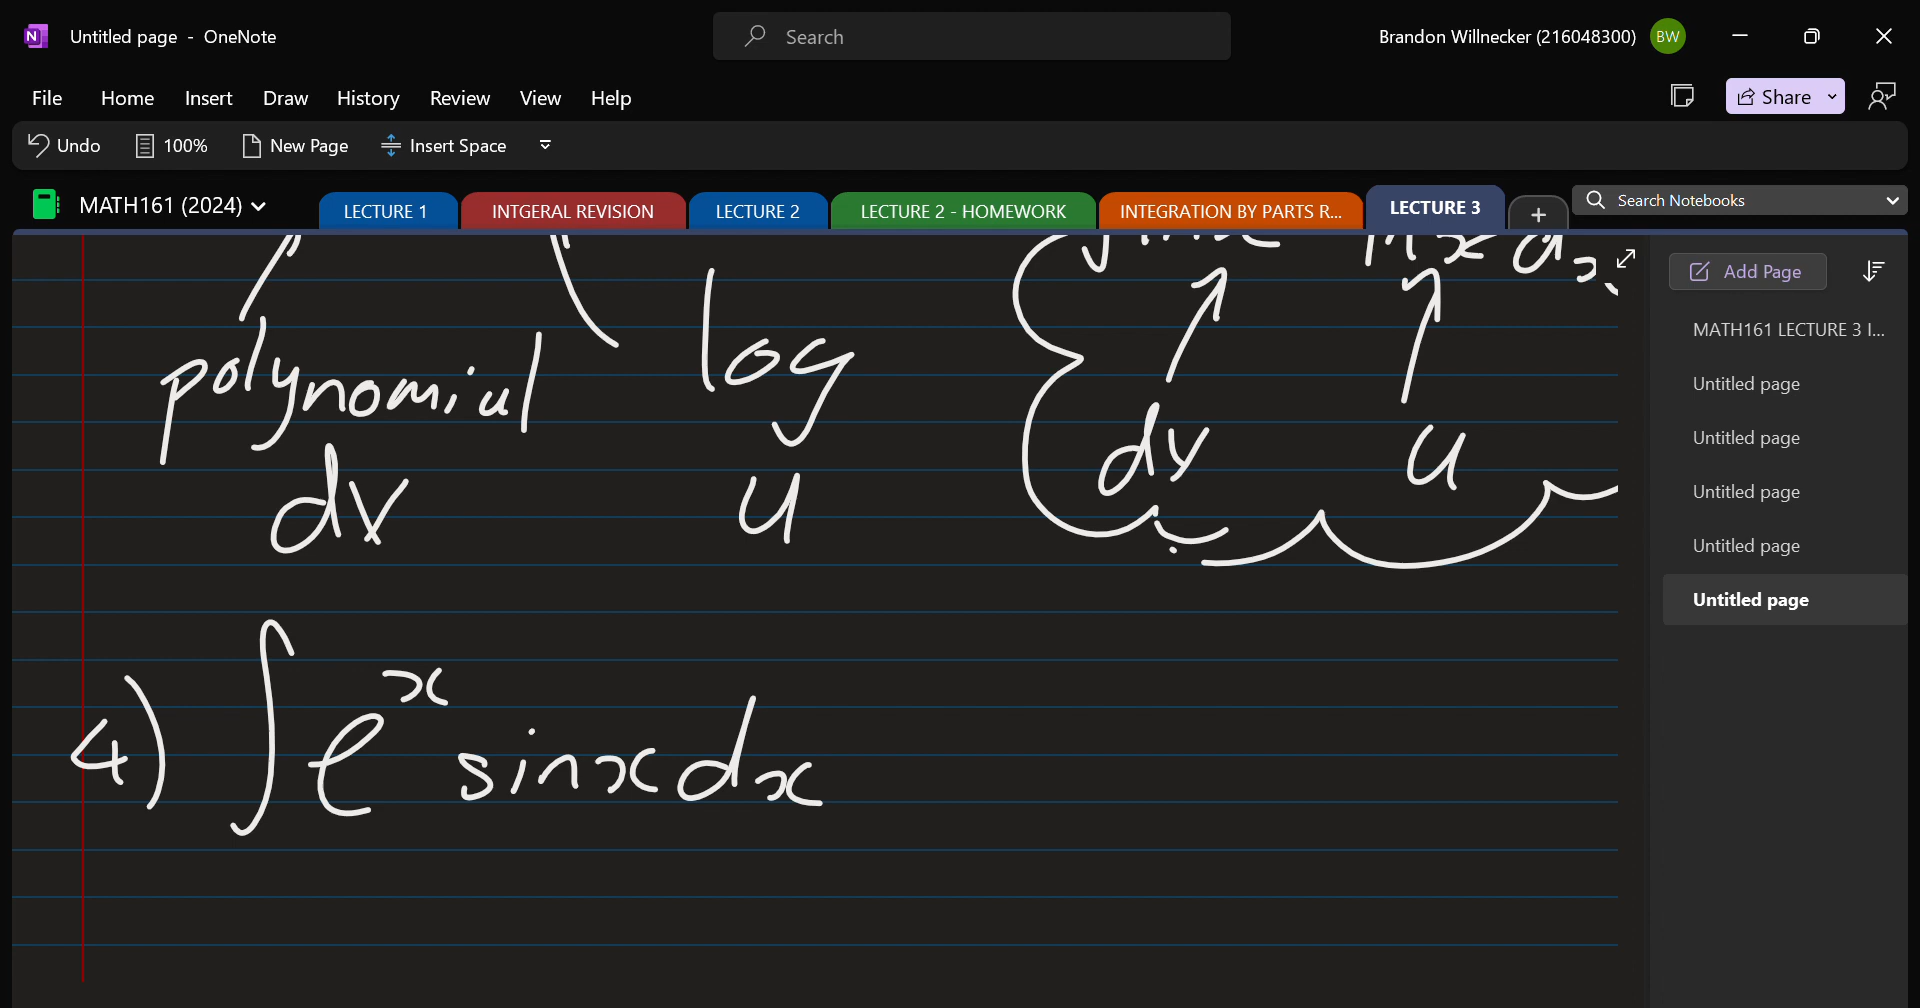 Untitled page - OneNote
Search
Brandon Willnecker (216048300)
BW
File Home Insert Draw History Review View Help
Share
Undo 100% New Page Insert Space
MATH161 (2024)
LECTURE 1
INTGERAL REVISION
LECTURE 2
LECTURE 2 - HOMEWORK
INTEGRATION BY PARTS R...
LECTURE 3
+
Search Notebooks
Add Page
MATH161 LECTURE 3 I...
Untitled page
Untitled page
Untitled page
Untitled page
Untitled page
polynomial log
dv u
dv u
4) ∫ e^x sinx dx